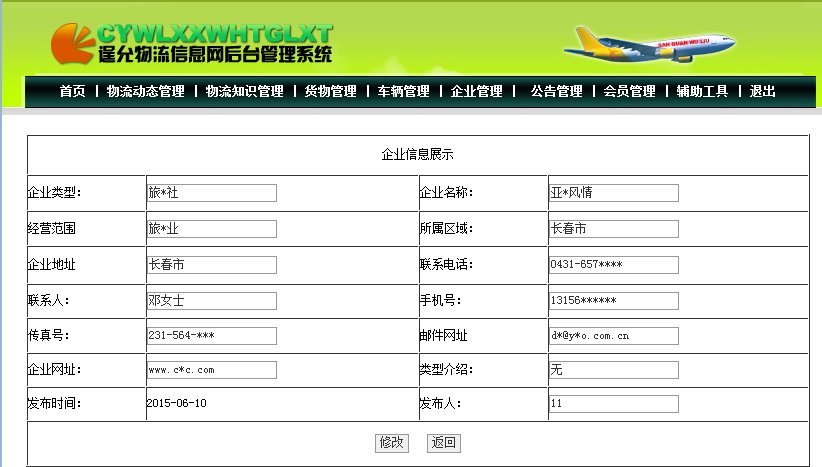 CYWLXXWHTGLXT
逞允物流信息网后台管理系统
SAN QUAN WU LIU
首页 | 物流动态管理 | 物流知识管理 | 货物管理 | 车辆管理 | 企业管理 | 公告管理 | 会员管理 | 辅助工具 | 退出
企业信息展示
企业类型: 旅*社 企业名称: 亚*风情
经营范围 旅*业 所属区域: 长春市
企业地址 长春市 联系电话: 0431-657****
联系人: 邓女士 手机号: 13156******
传真号: 231-564-*** 邮件网址 d*@y*o.com.cn
企业网址: www.c*c.com 类型介绍: 无
发布时间: 2015-06-10 发布人: 11
修改 返回